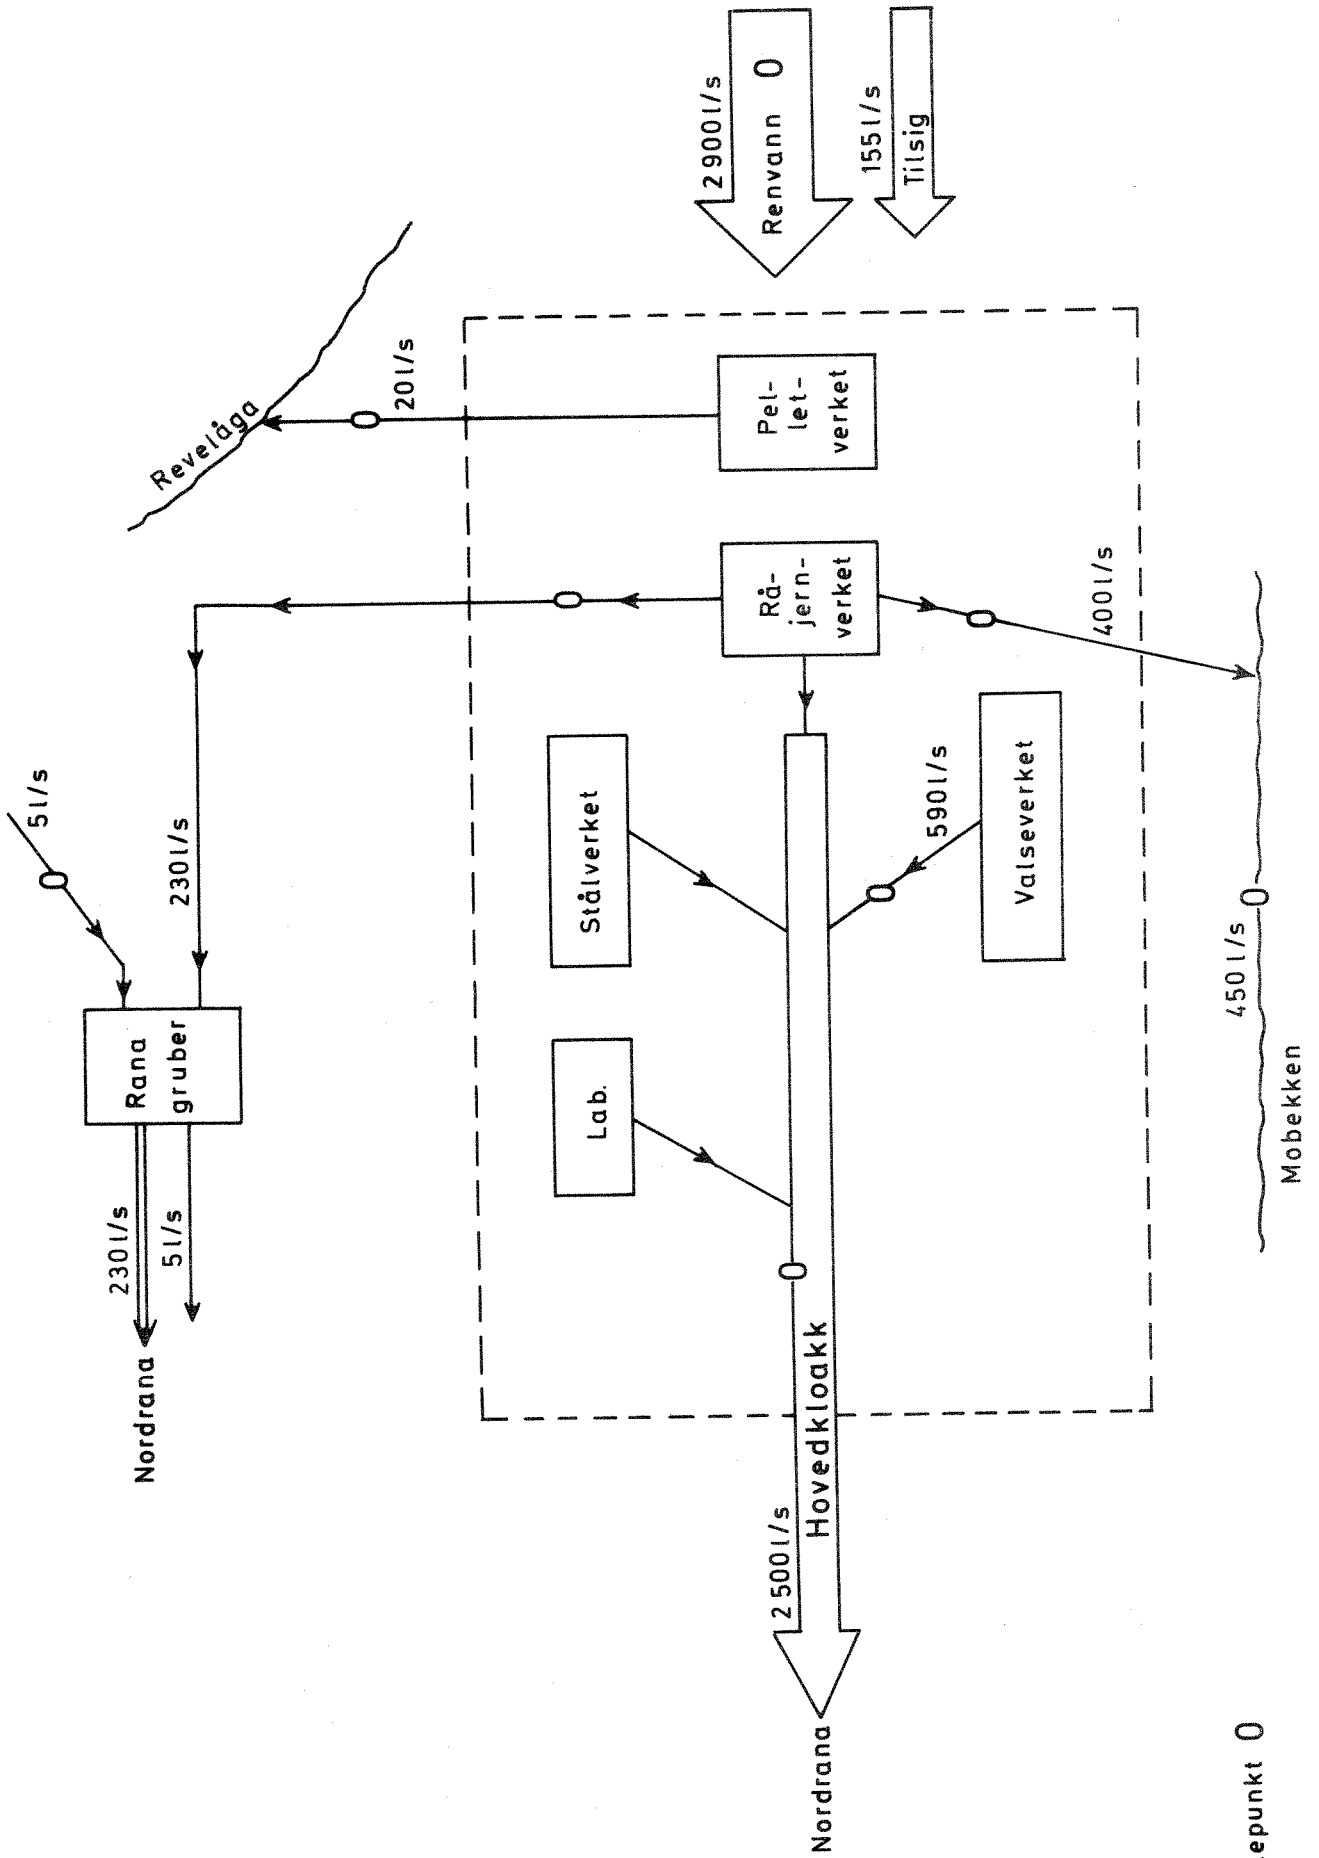 Nordrana
230 l/s
5 l/s
Rana
gruber
5 l/s
230 l/s
Revelåga
20 l/s
Lab.
Stålverket
Rå-
jern-
verket
Pel-
let-
verket
2900 l/s
Renvann
155 l/s
Tilsig
Nordrana
2500 l/s
Hovedkloakk
590 l/s
Valseverket
400 l/s
450 l/s
Mobekken
epunkt